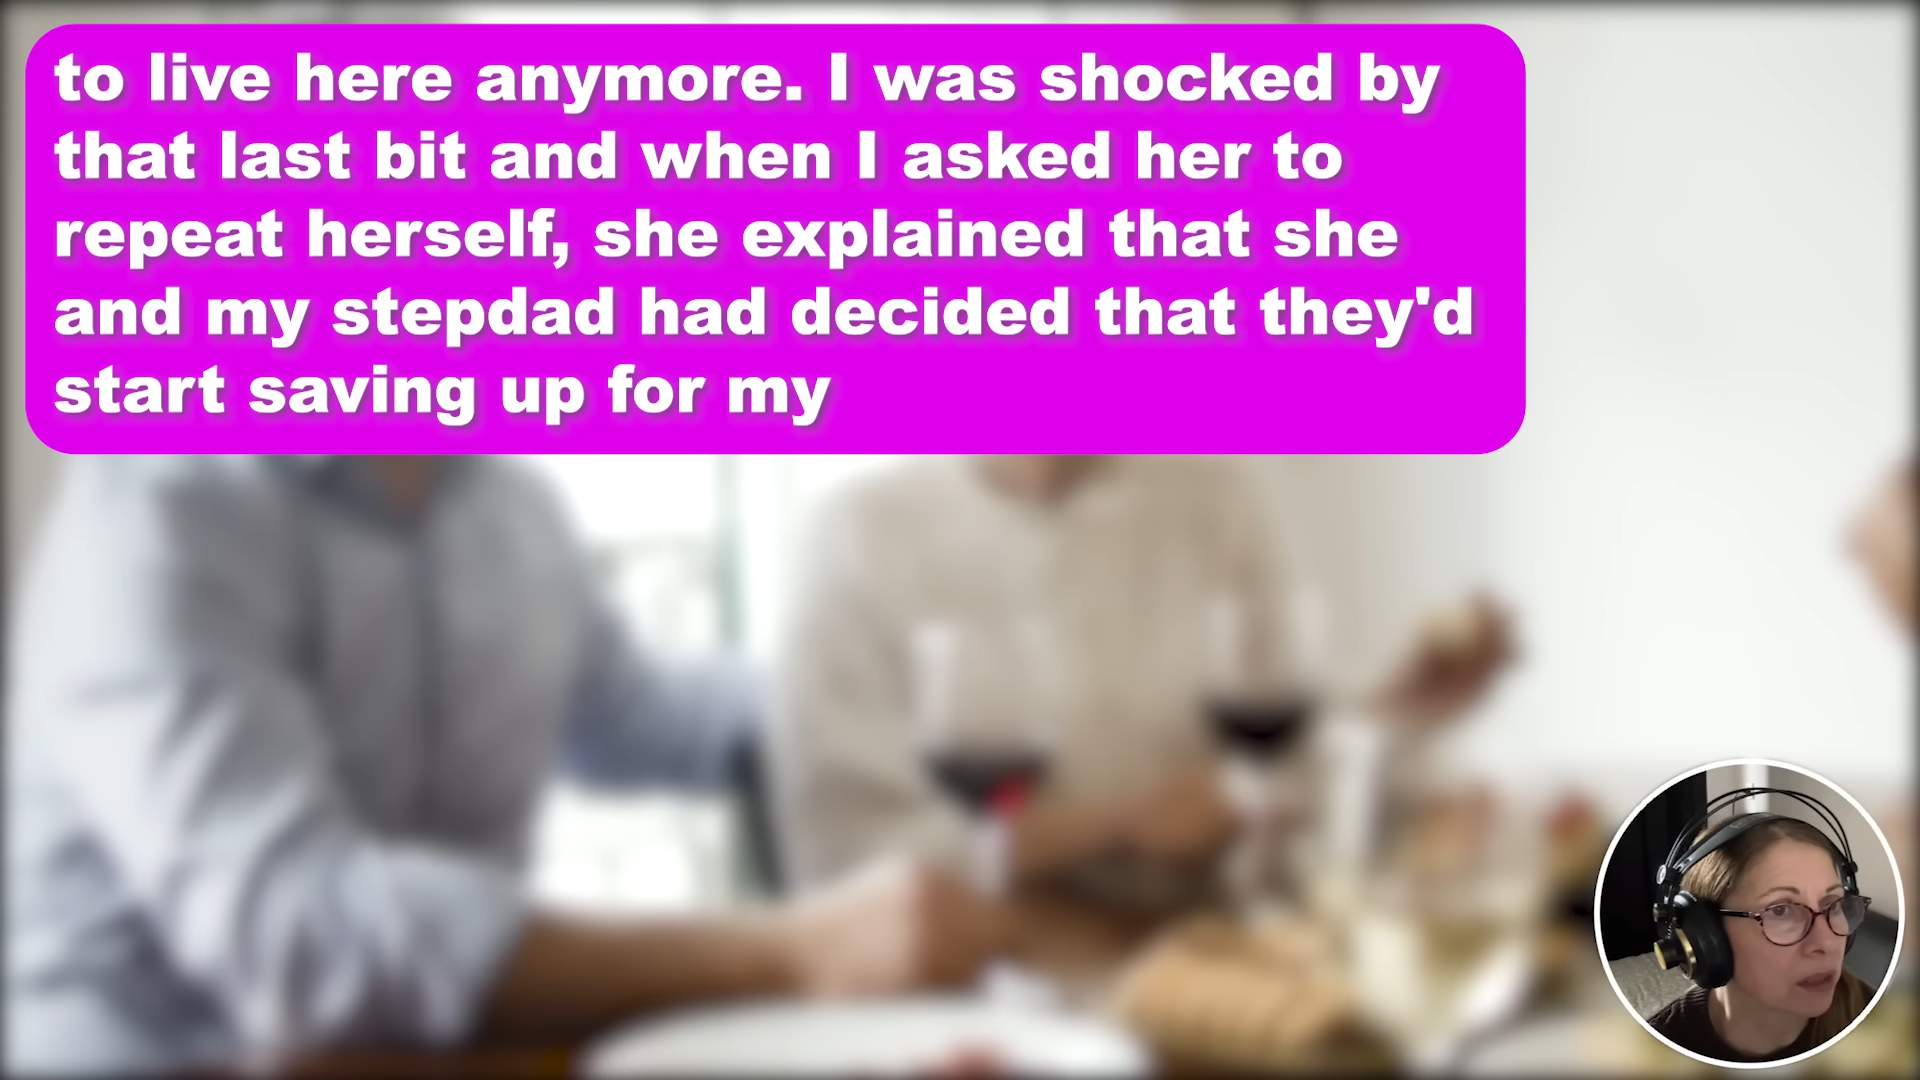 to live here anymore. I was shocked by
that last bit and when I asked her to
repeat herself, she explained that she
and my stepdad had decided that they'd
start saving up for my